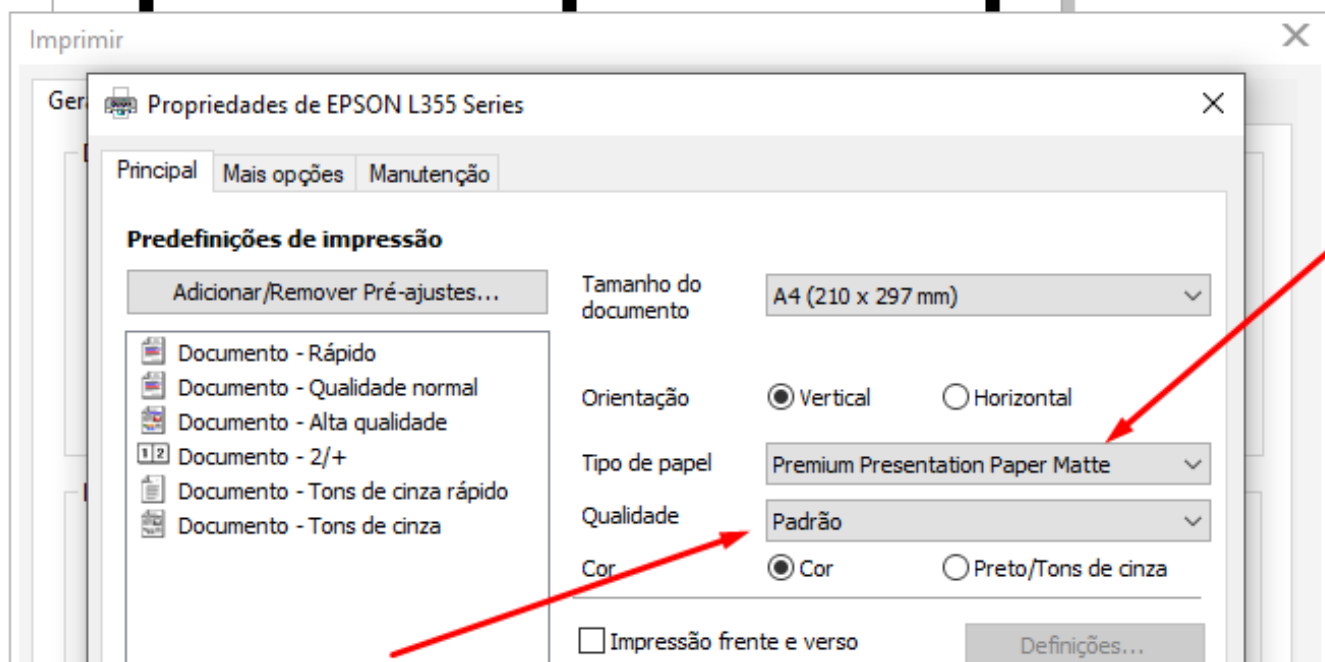 Imprimir
Propriedades de EPSON L355 Series
Principal
Mais opções
Manutenção
Predefinições de impressão
Adicionar/Remover Pré-ajustes...
Documento - Rápido
Documento - Qualidade normal
Documento - Alta qualidade
Documento - 2/+
Documento - Tons de cinza rápido
Documento - Tons de cinza
Tamanho do
documento
A4 (210 x 297 mm)
Orientação
Vertical
Horizontal
Tipo de papel
Premium Presentation Paper Matte
Qualidade
Padrão
Cor
Cor
Preto/Tons de cinza
Impressão frente e verso
Definições...